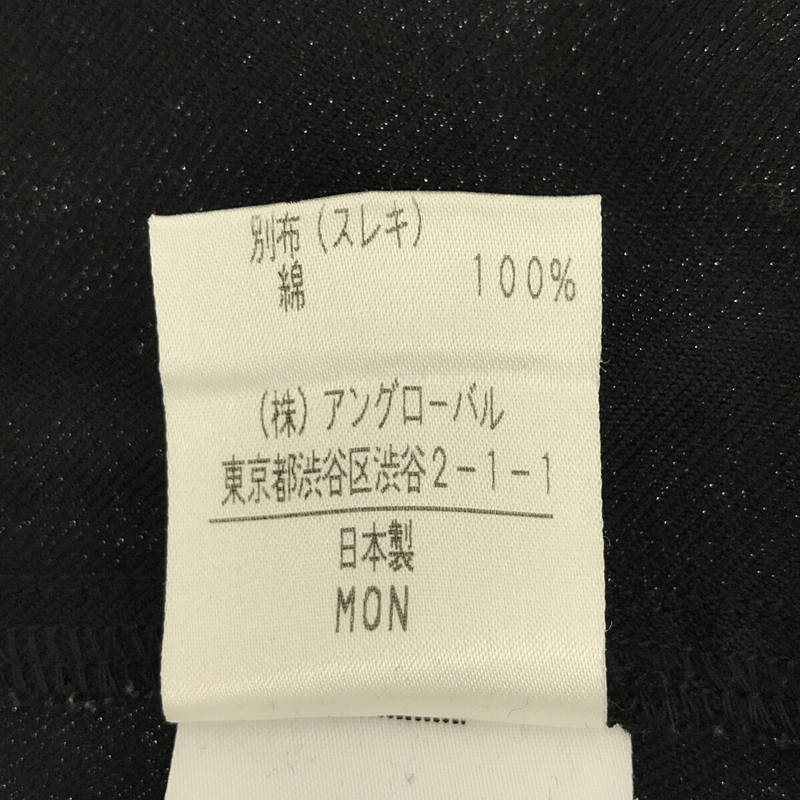 別布(スレキ)
綿 100%
(株)アングローバル
東京都渋谷区渋谷2-1-1
日本製
MON